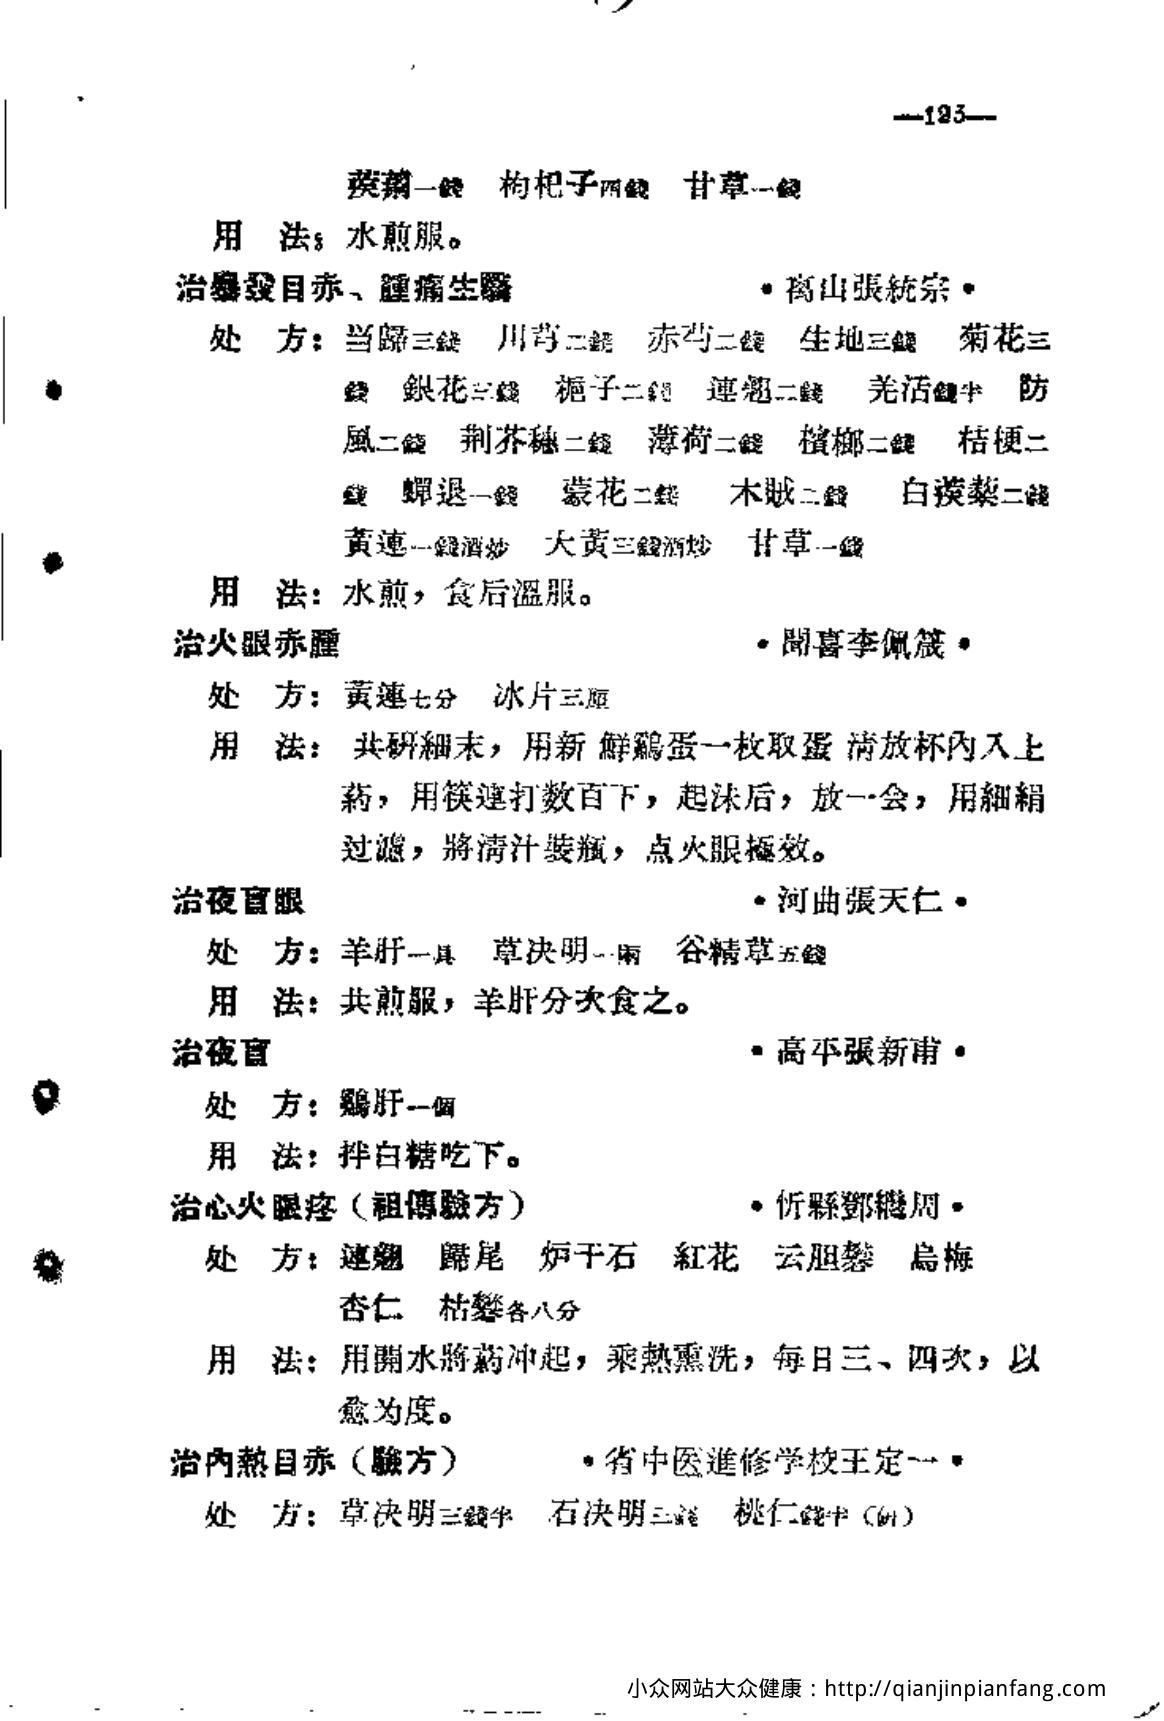 —125—
蒺藜一錢　枸杞子四錢　甘草一錢
用　法：水煎服。
治暴發目赤、腫痛生翳　•萬山張統宗•
处　方：当歸三錢　川芎二錢　赤芍二錢　生地三錢　菊花三
錢　銀花三錢　梔子二錢　連翹二錢　羌活錢半　防
風二錢　荆芥穗二錢　薄荷二錢　檳榔二錢　桔梗二
錢　蟬退一錢　蒙花二錢　木賊二錢　白蒺藜二錢
黃連一錢酒炒　大黃三錢酒炒　甘草一錢
用　法：水煎，食后溫服。
治火眼赤腫　•聞喜李佩箴•
处　方：黃連七分　冰片三厘
用　法：共研細末，用新鮮鷄蛋一枚取蛋清放杯內入上
葯，用筷連打数百下，起沫后，放一会，用細絹
过濾，將清汁裝瓶，点火眼極效。
治夜盲眼　•河曲張天仁•
处　方：羊肝一具　草决明一兩　谷精草五錢
用　法：共煎服，羊肝分次食之。
治夜盲　•高平張新甫•
处　方：鷄肝一個
用　法：拌白糖吃下。
治心火眼疼（祖傳驗方）　•忻縣鄧繼周•
处　方：連翹　歸尾　炉干石　紅花　云胆礬　烏梅
杏仁　枯礬各八分
用　法：用開水將葯冲起，乘熱熏洗，每日三、四次，以
愈为度。
治內熱目赤（驗方）　•省中医進修学校王定一•
处　方：草决明三錢半　石决明三錢　桃仁錢半（研）
小众网站大众健康：http://qianjinpianfang.com